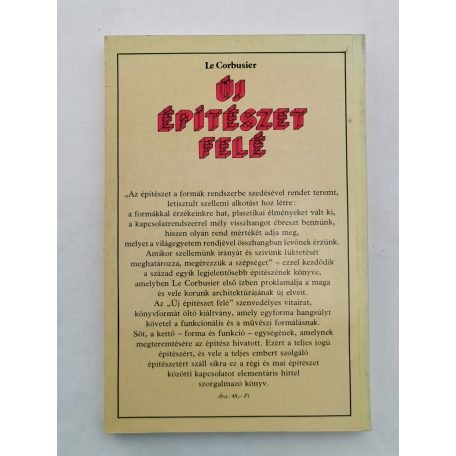 Le Corbusier
ÚJ
ÉPÍTÉSZET
FELÉ
„Az építészet a formák rendszerbe szedésével rendet teremt,
letisztult szellemi alkotást hoz létre:
a formákkal érzékeinkre hat, plasztikai élményeket vált ki,
a kapcsolatrendszerrel mély visszhangot ébreszt bennünk,
hiszen olyan rend mértékét adja meg,
melyet a világegyetem rendjével összhangban levőnek érzünk.
Amikor szellemünk irányát és szívünk lüktetését
meghatározza, megérezzük a szépséget” – ezzel kezdődik
a század egyik legjelentősebb építészének könyve,
amelyben Le Corbusier első ízben proklamálja a maga
és vele korunk architektúrájának új elveit.
Az „Új építészet felé” szenvedélyes vitairat,
könyvformát öltő kiáltvány, amely egyforma hangsúlyt
követel a funkcionális és a művészi formálásnak.
Sőt, a kettő – forma és funkció – egységének, amelynek
megteremtésére az építész hivatott. Ezért a teljes jogú
építészért, és vele a teljes embert szolgáló
építészetért száll síkra ez a régi és mai építészet
közötti kapcsolatot elementáris hittel
szorgalmazó könyv.
Ára: 48,– Ft